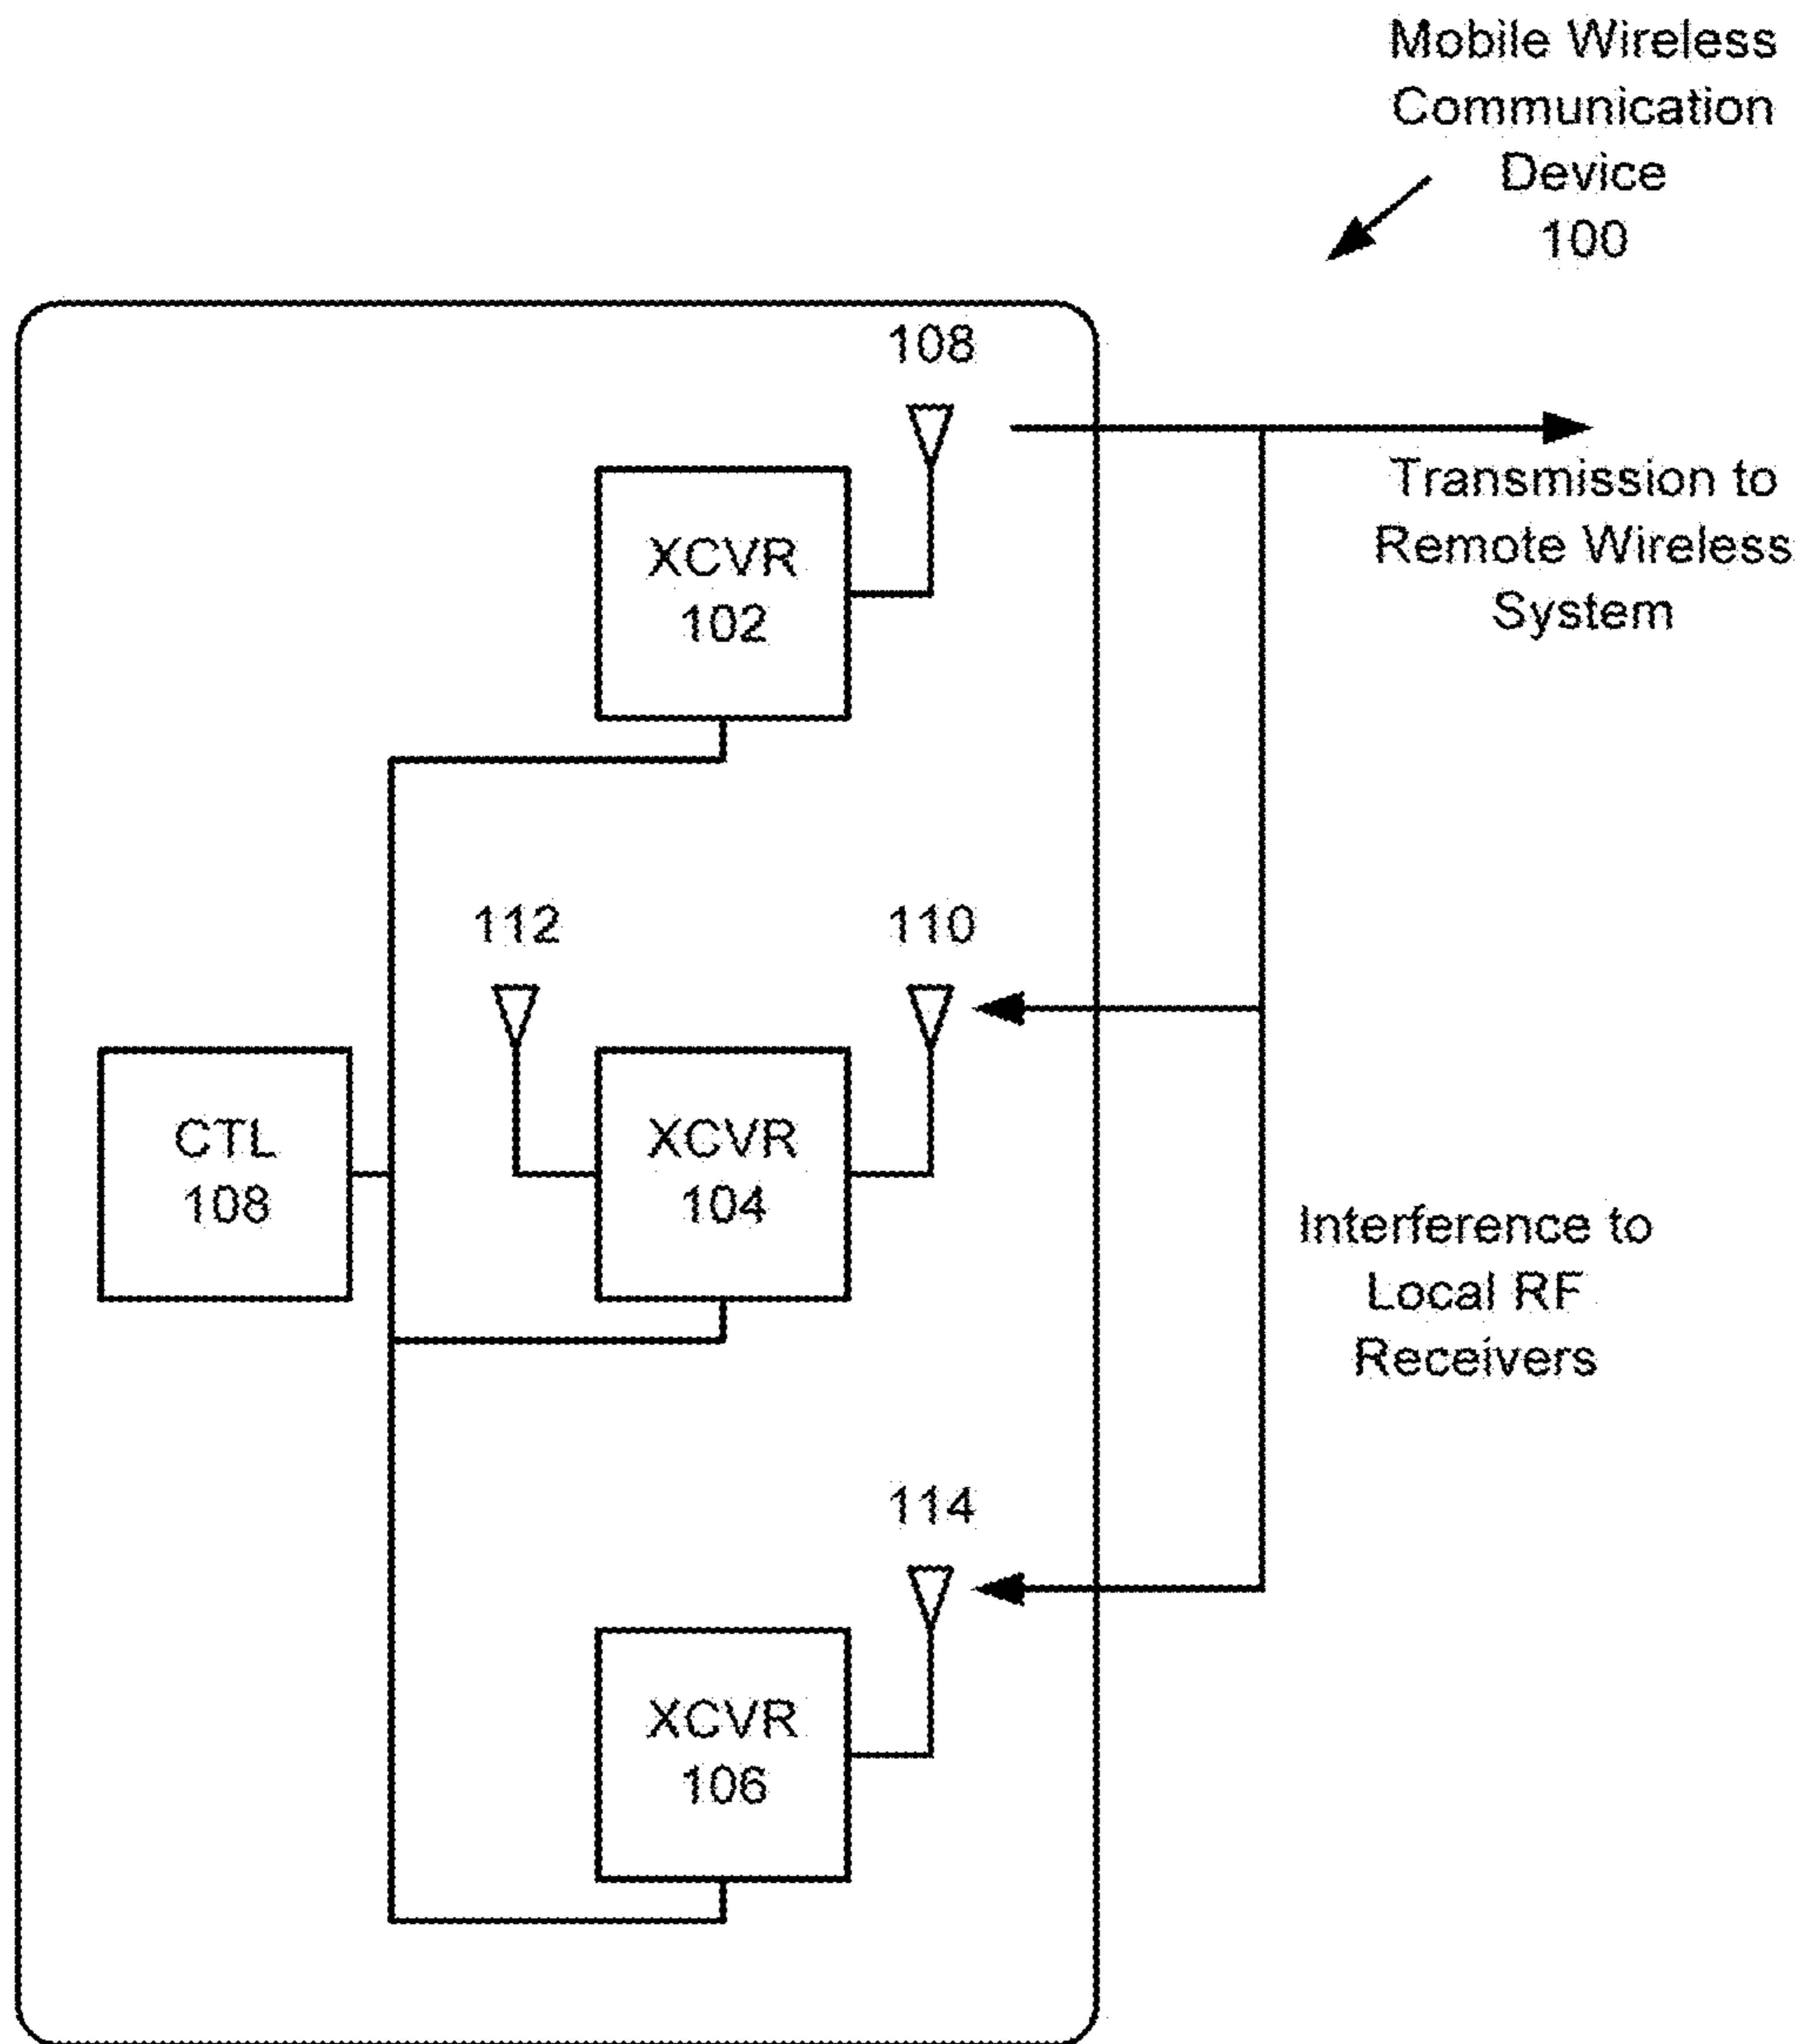 Mobile Wireless
Communication
Device
100
108
Transmission to
Remote Wireless
System
XCVR
102
112
110
CTL
108
XCVR
104
Interference to
Local RF
Receivers
114
XCVR
106